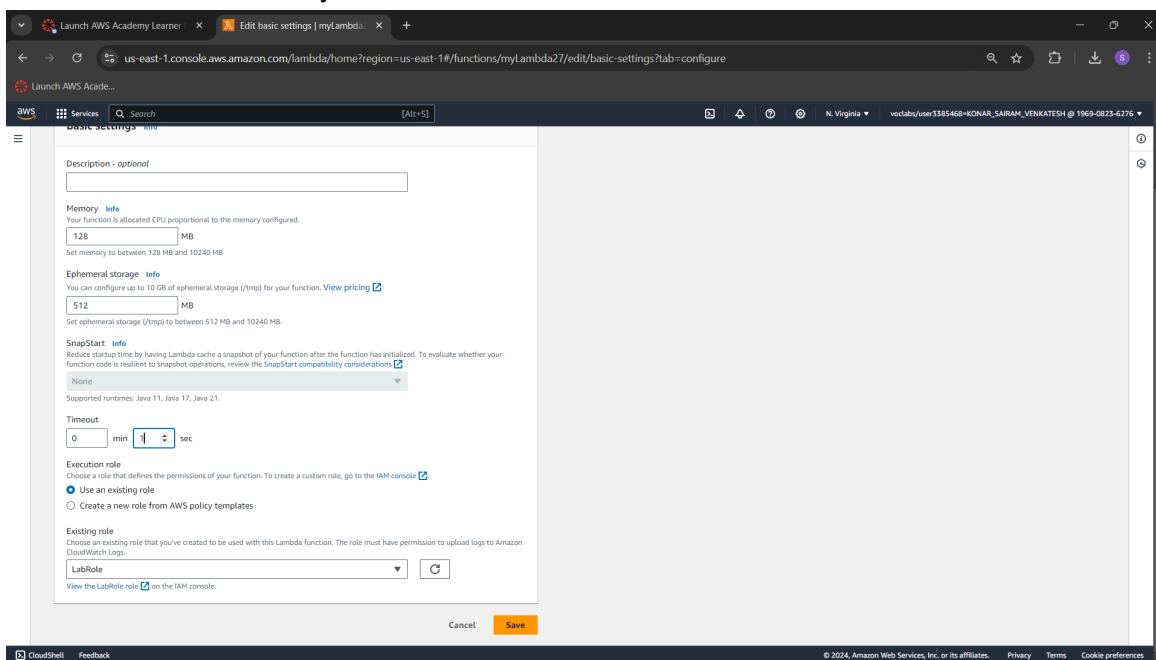 Launch AWS Academy Learner
Edit basic settings | myLambda
us-east-1.console.aws.amazon.com/lambda/home?region=us-east-1#/functions/myLambda27/edit/basic-settings?tab=configure
S
Launch AWS Acade...
aws Services Search [Alt+S] N. Virginia voclabs/user3385468=KONAR_SAIRAM_VENKATESH @ 1969-0823-6276
Basic settings Info
Description - optional
Memory Info
Your function is allocated CPU proportional to the memory configured.
128 MB
Set memory to between 128 MB and 10240 MB
Ephemeral storage Info
You can configure up to 10 GB of ephemeral storage (/tmp) for your function. View pricing
512 MB
Set ephemeral storage (/tmp) to between 512 MB and 10240 MB.
SnapStart Info
Reduce startup time by having Lambda cache a snapshot of your function after the function has initialized. To evaluate whether your
function code is resilient to snapshot operations, review the SnapStart compatibility considerations.
None
Supported runtimes: Java 11, Java 17, Java 21.
Timeout
0 min 1 sec
Execution role
Choose a role that defines the permissions of your function. To create a custom role, go to the IAM console.
Use an existing role
Create a new role from AWS policy templates
Existing role
Choose an existing role that you've created to be used with this Lambda function. The role must have permission to upload logs to Amazon
CloudWatch Logs.
LabRole
View the LabRole role on the IAM console.
Cancel Save
CloudShell Feedback © 2024, Amazon Web Services, Inc. or its affiliates. Privacy Terms Cookie preferences